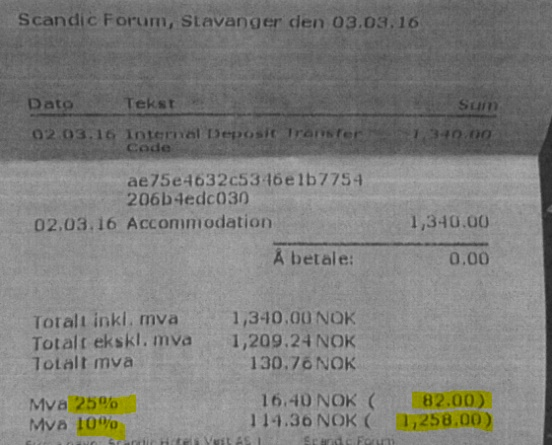 Scandic Forum, Stavanger den 03.03.16
Dato Tekst Sum
02.03.16 Internal Deposit Transfer -1,340.00
Code
ae75e4632c5346e1b7754
206b4edc030
02.03.16 Accommodation 1,340.00
Å betale: 0.00
Totalt inkl. mva 1,340.00 NOK
Totalt ekskl. mva 1,209.24 NOK
Totalt mva 130.76 NOK
Mva 25% 16.40 NOK ( 82.00)
Mva 10% 114.36 NOK ( 1,258.00)
Scandic Hotels Vest AS Scandic Forum